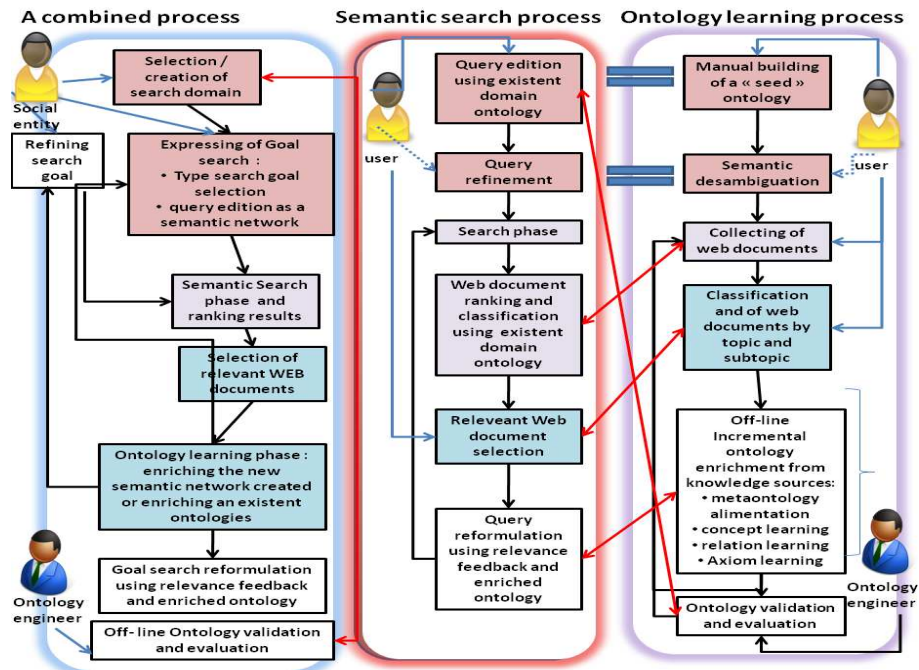 A combined process
Social
entity
Selection /
creation of
search domain
Refining
search
goal
Expressing of Goal
search :
• Type search goal
selection
• query edition as a
semantic network
Semantic Search
phase and
ranking results
Selection of
relevant WEB
documents
Ontology learning phase :
enriching the new
semantic network created
or enriching an existent
ontologies
Ontology
engineer
Goal search reformulation
using relevance feedback
and enriched ontology
Off- line Ontology validation
and evaluation
Semantic search process
user
Query edition
using existent
domain
ontology
Query
refinement
Search phase
Web document
ranking and
classification
using existent
domain
ontology
Releveant Web
document
selection
Query
reformulation
using relevance
feedback and
enriched
ontology
Ontology learning process
user
Manual building
of a « seed »
ontology
Semantic
desambiguation
Collecting of
web documents
Classification
and of web
documents by
topic and
subtopic
Off-line
Incremental
ontology
enrichment from
knowledge sources:
• metaontology
alimentation
• concept learning
• relation learning
• Axiom learning
Ontology
engineer
Ontology validation
and evaluation